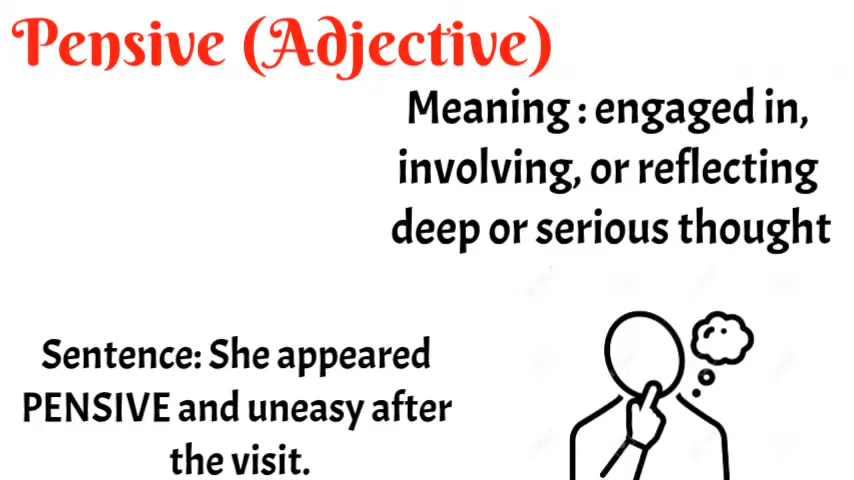 Pensive (Adjective)
Meaning : engaged in,
involving, or reflecting
deep or serious thought
Sentence: She appeared
PENSIVE and uneasy after
the visit.